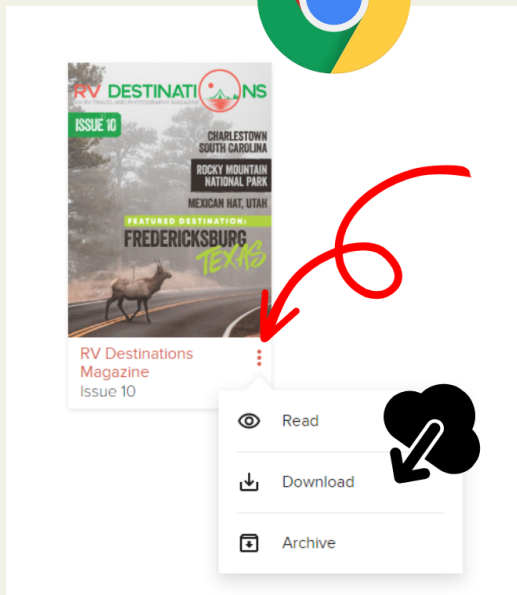 RV DESTINATIONS
AN RV TRAVEL AND PHOTOGRAPHY MAGAZINE
ISSUE 10
CHARLESTOWN
SOUTH CAROLINA
ROCKY MOUNTAIN
NATIONAL PARK
MEXICAN HAT, UTAH
FEATURED DESTINATION:
FREDERICKSBURG
TEXAS
RV Destinations
Magazine
Issue 10
Read
Download
Archive